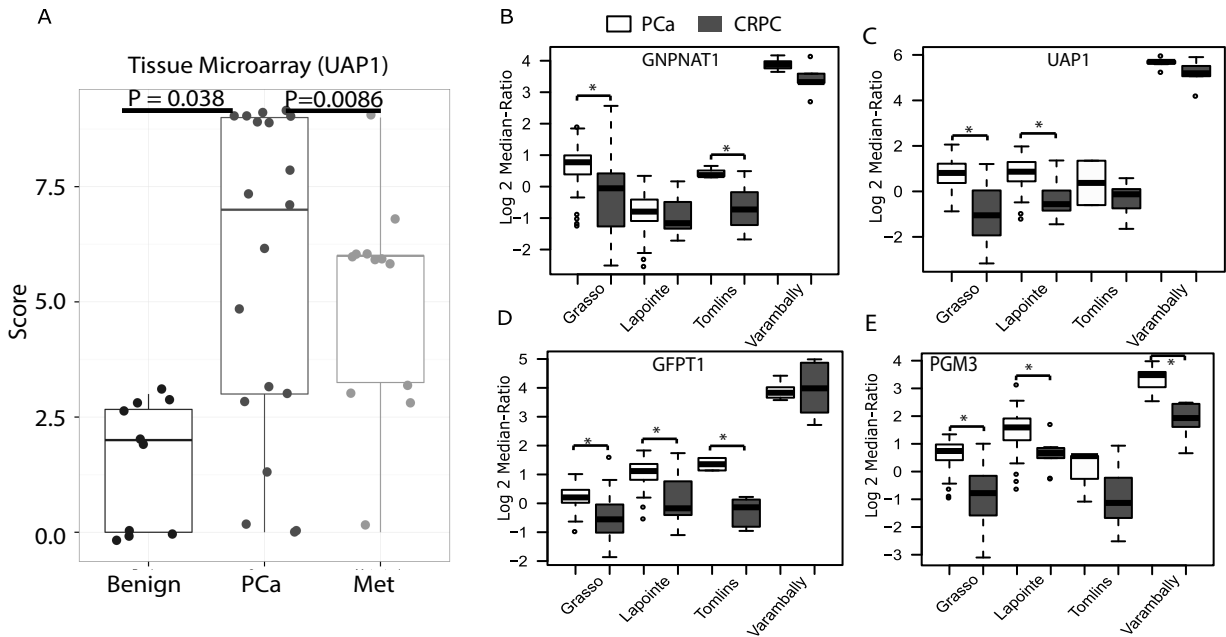 A
Tissue Microarray (UAP1)
P = 0.038
P=0.0086
Score
7.5
5.0
2.5
0.0
Benign
PCa
Met
B
PCa
CRPC
GNPNAT1
Log 2 Median-Ratio
4
3
2
1
0
−1
−2
*
*
Grasso
Lapointe
Tomlins
Varambally
C
UAP1
Log 2 Median-Ratio
6
4
2
0
−2
*
*
Grasso
Lapointe
Tomlins
Varambally
D
GFPT1
Log 2 Median-Ratio
5
4
3
2
1
0
−1
−2
*
*
*
Grasso
Lapointe
Tomlins
Varambally
E
PGM3
Log 2 Median-Ratio
4
3
2
1
0
−1
−2
−3
*
*
*
Grasso
Lapointe
Tomlins
Varambally